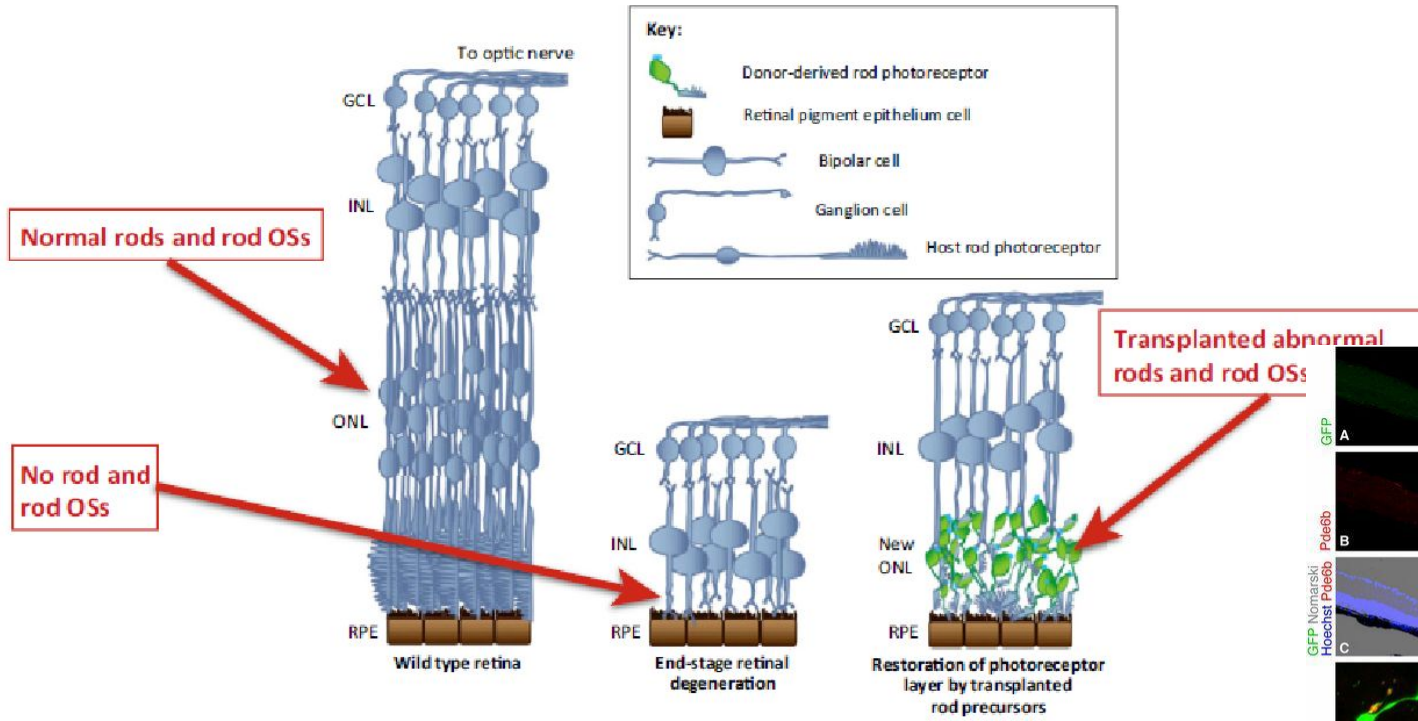 To optic nerve
GCL
INL
ONL
RPE
Wild type retina
Normal rods and rod OSs
No rod and
rod OSs
Key:
Donor-derived rod photoreceptor
Retinal pigment epithelium cell
Bipolar cell
Ganglion cell
Host rod photoreceptor
GCL
INL
RPE
End-stage retinal
degeneration
GCL
INL
New
ONL
RPE
Restoration of photoreceptor
layer by transplanted
rod precursors
Transplanted abnormal
rods and rod OSs
GFP
A
Pde6b
B
GFP Nomarski
Hoechst Pde6b
C